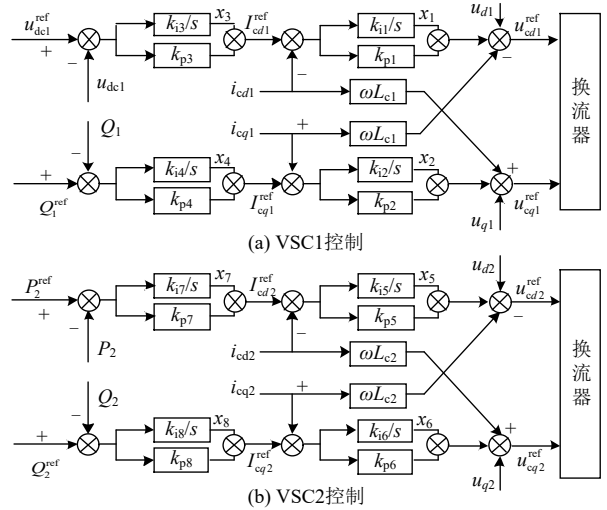 u_dc1^ref + − k_i3/s x_3 k_p3 I_cd1^ref − k_i1/s x_1 k_p1 u_d1 − u_cd1^ref
u_dc1
i_cd1 ωL_c1
i_cq1 + ωL_c1
Q_1
Q_1^ref + − k_i4/s x_4 k_p4 I_cq1^ref k_i2/s x_2 k_p2 + u_cq1^ref
u_q1
换流器
(a) VSC1控制
P_2^ref + − k_i7/s x_7 k_p7 I_cd2^ref − k_i5/s x_5 k_p5 u_d2 − u_cd2^ref
P_2
i_cd2 ωL_c2
i_cq2 + ωL_c2
Q_2
Q_2^ref + − k_i8/s x_8 k_p8 I_cq2^ref k_i6/s x_6 k_p6 + u_cq2^ref
u_q2
换流器
(b) VSC2控制